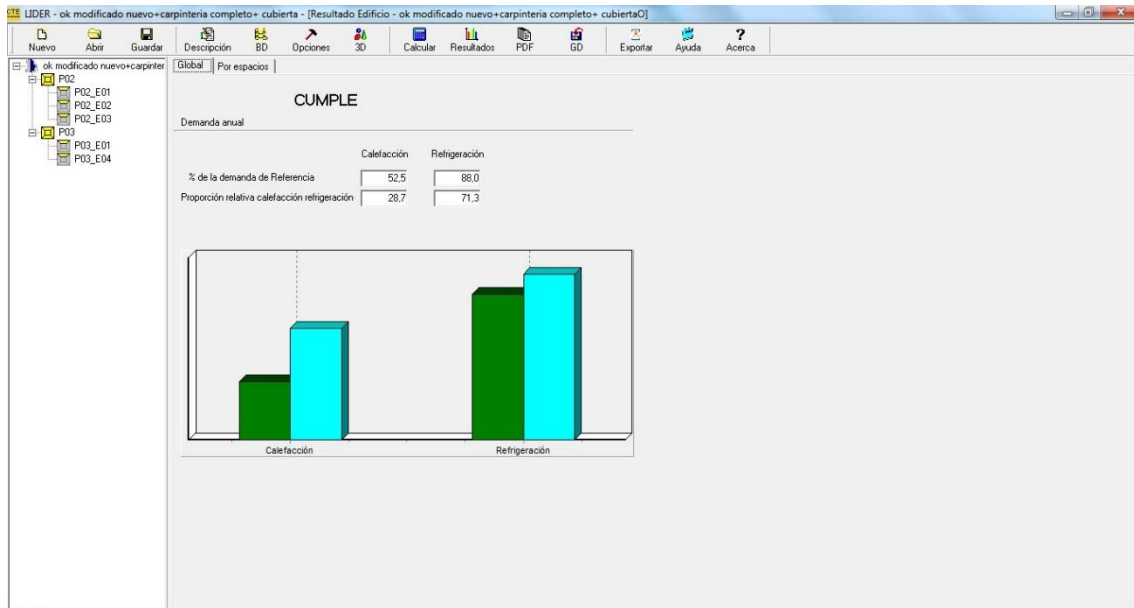 CTE LIDER - ok modificado nuevo+carpinteria completo+ cubierta - [Resultado Edificio - ok modificado nuevo+carpinteria completo+ cubiertaO]
Nuevo Abrir Guardar Descripción BD Opciones 3D Calcular Resultados PDF GD Exportar Ayuda Acerca
ok modificado nuevo+carpinter
P02
P02_E01
P02_E02
P02_E03
P03
P03_E01
P03_E04
Global Por espacios
CUMPLE
Demanda anual
Calefacción Refrigeración
% de la demanda de Referencia 52,5 88,0
Proporción relativa calefacción refrigeración 28,7 71,3
Calefacción Refrigeración